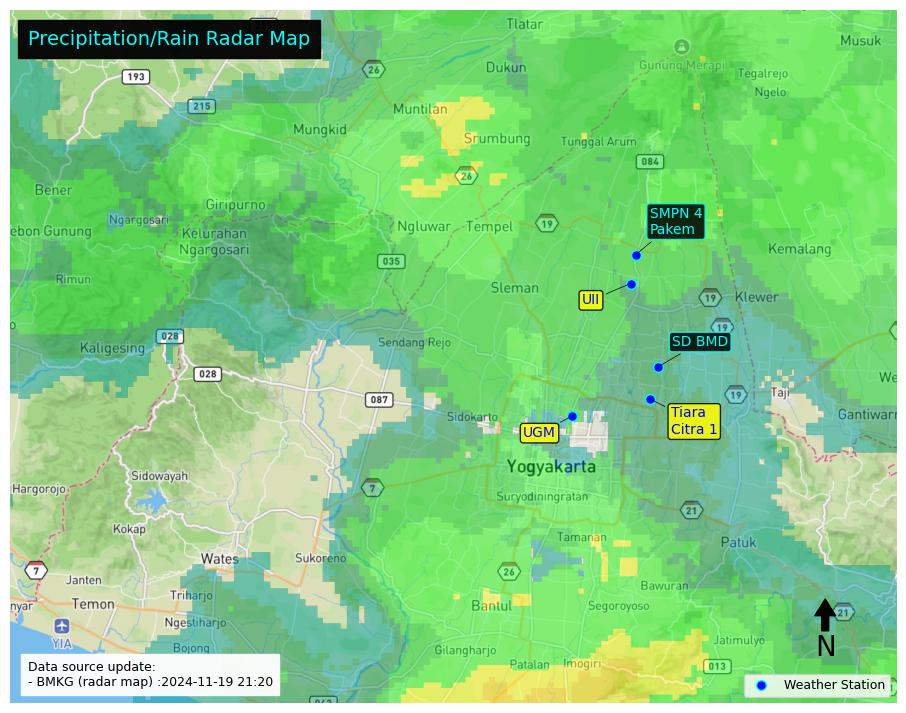 Precipitation/Rain Radar Map
Tlatar
Musuk
26
Dukun
Gunung Merapi
193
Tegalrejo
215
Ngelo
Muntilan
Mungkid
Srumbung
Tunggal Arum
084
26
Bener
Giripurno
Ngargosari
SMPN 4
Pakem
ebon Gunung
Kelurahan
Ngargosari
Ngluwar
Tempel
19
Kemalang
035
Rimun
Sleman
UII
19
Klewer
19
028
Kaligesing
Sendang Rejo
SD BMD
028
We
087
19
Taji
Sidokarto
UGM
Tiara
Citra 1
Gantiwarn
Yogyakarta
Sidowayah
Hargorojo
7
Suryodiningratan
21
Kokap
Tamanan
Patuk
Wates
Sukoreno
7
26
Janten
Bawuran
Triharjo
nyar
Temon
Bantul
Segoroyoso
21
Ngestiharjo
YIA
N
Jatimulyo
Bojong
Gilangharjo
Patalan
Imogiri
013
Data source update:
- BMKG (radar map) :2024-11-19 21:20
Weather Station